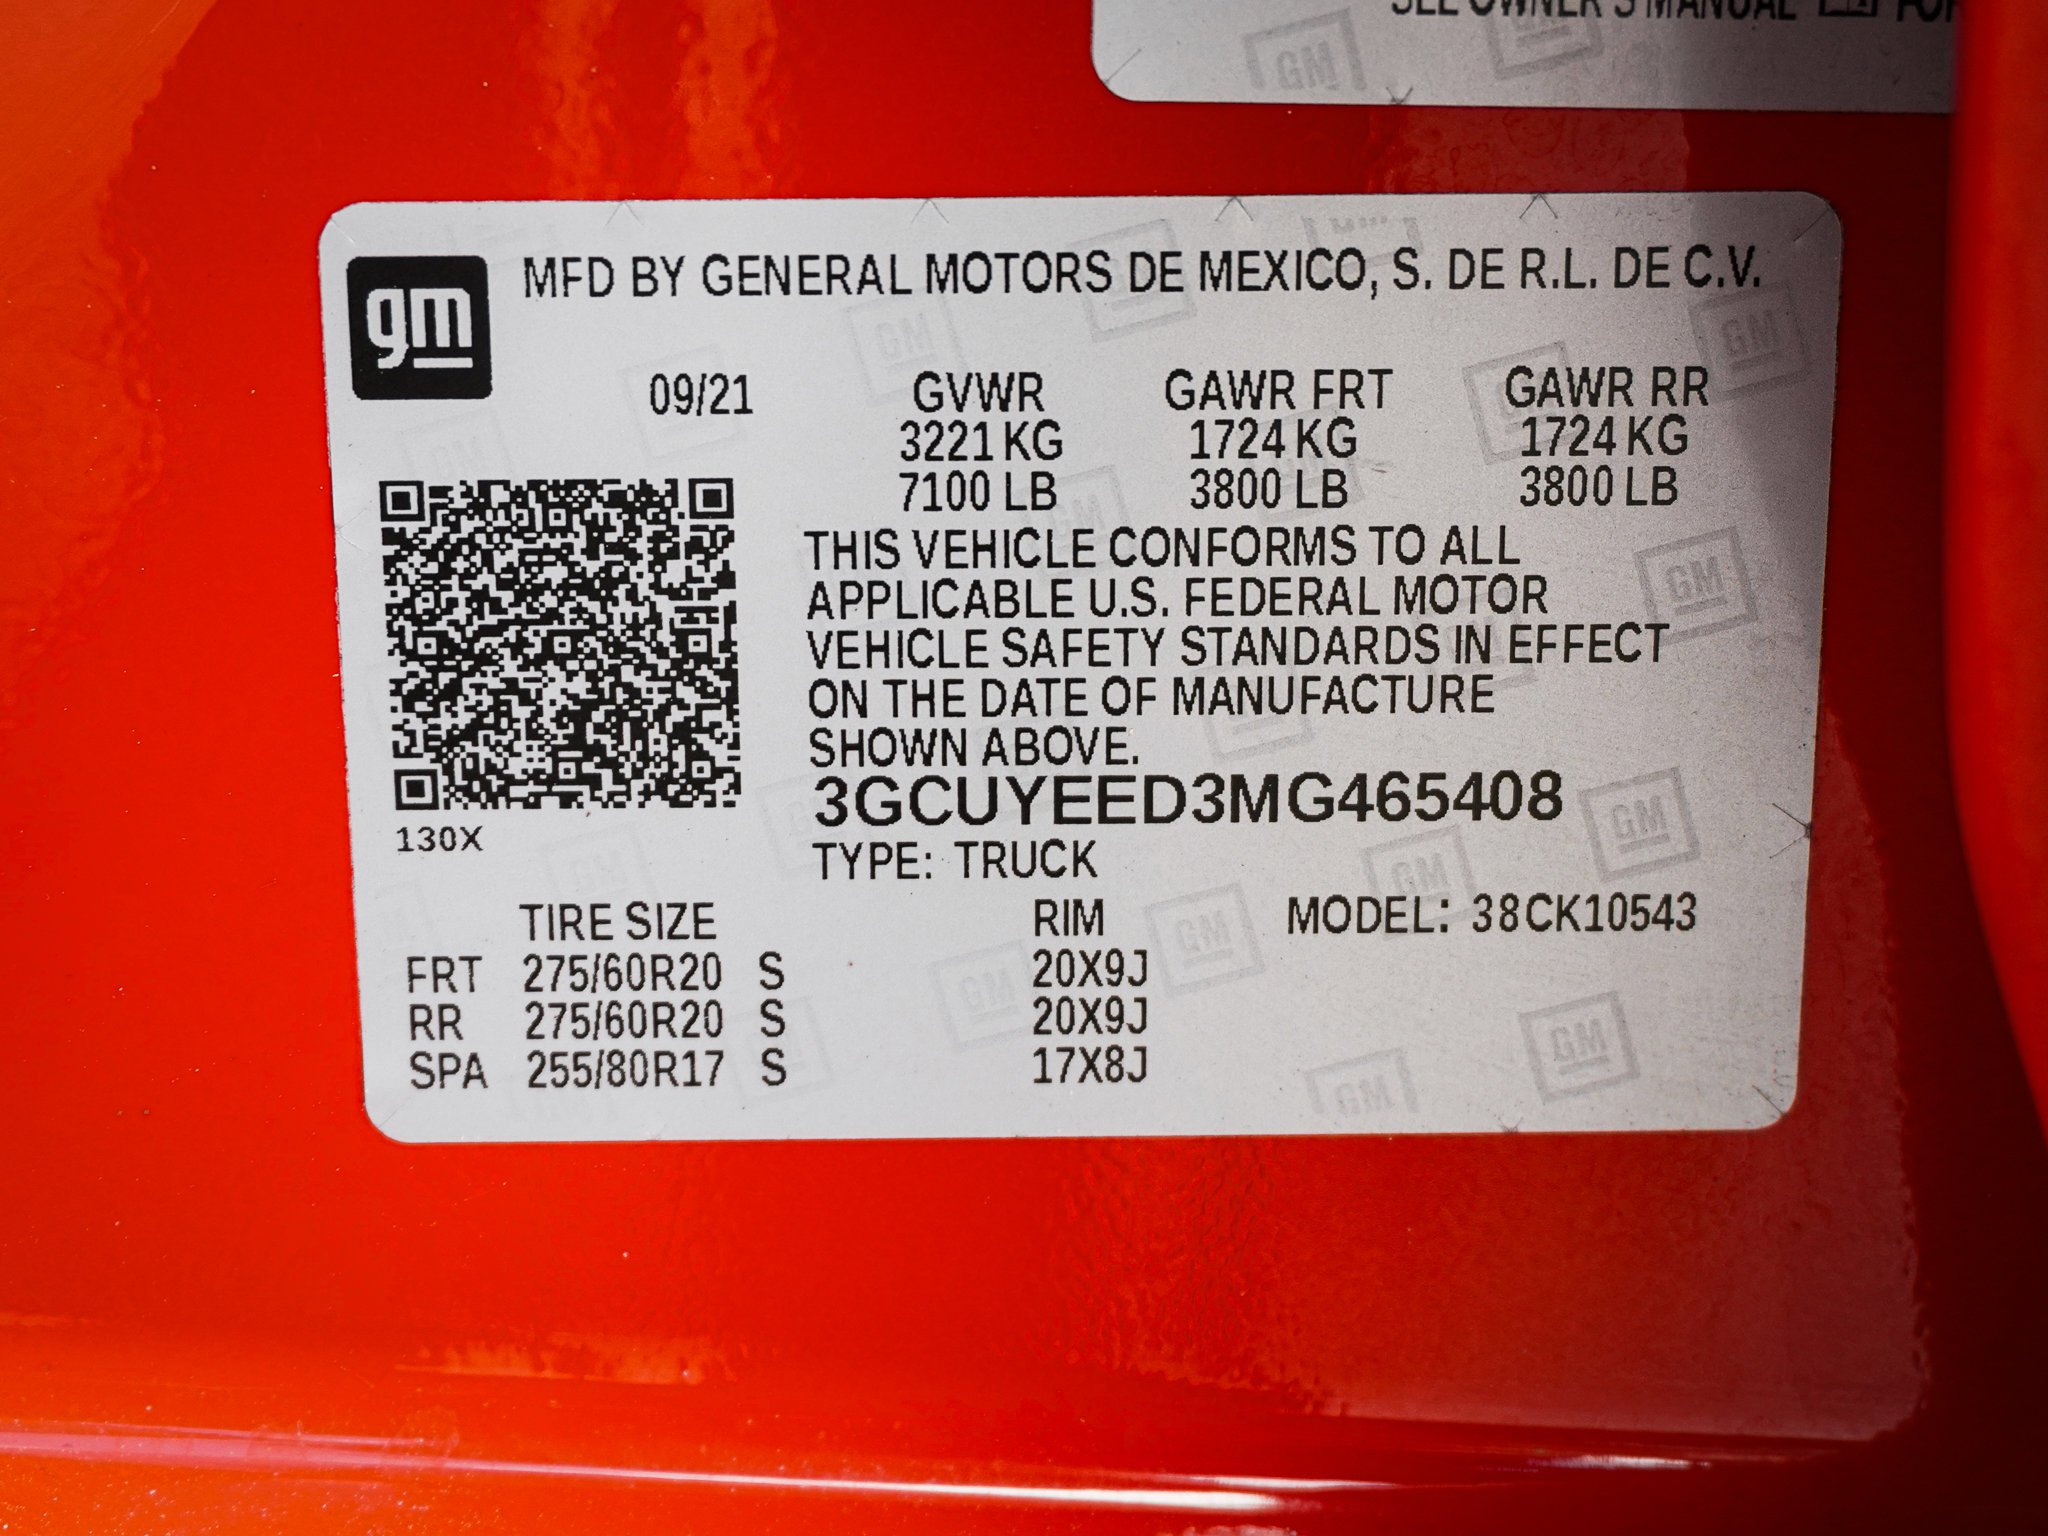 SEE OWNER'S MANUAL FOR
gm
MFD BY GENERAL MOTORS DE MEXICO, S. DE R.L. DE C.V.
09/21 GVWR GAWR FRT GAWR RR
3221 KG 1724 KG 1724 KG
7100 LB 3800 LB 3800 LB
THIS VEHICLE CONFORMS TO ALL
APPLICABLE U.S. FEDERAL MOTOR
VEHICLE SAFETY STANDARDS IN EFFECT
ON THE DATE OF MANUFACTURE
SHOWN ABOVE.
3GCUYEED3MG465408
130X
TYPE: TRUCK
TIRE SIZE RIM MODEL: 38CK10543
FRT 275/60R20 S 20X9J
RR 275/60R20 S 20X9J
SPA 255/80R17 S 17X8J